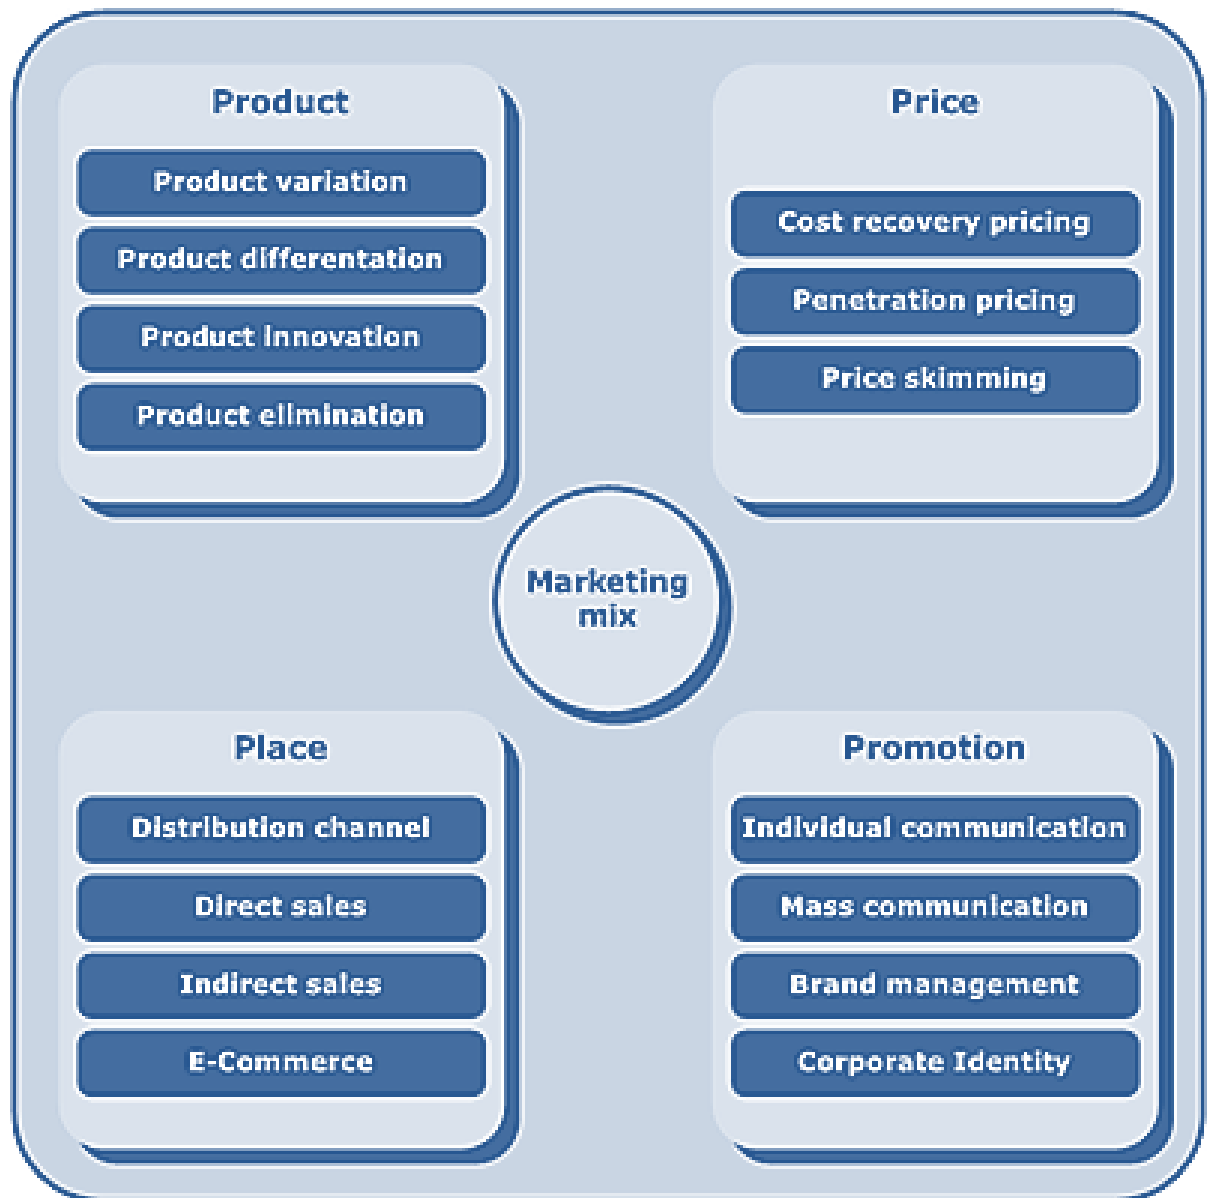 Product
Product variation
Product differentation
Product innovation
Product elimination
Price
Cost recovery pricing
Penetration pricing
Price skimming
Marketing
mix
Place
Distribution channel
Direct sales
Indirect sales
E-Commerce
Promotion
Individual communication
Mass communication
Brand management
Corporate Identity